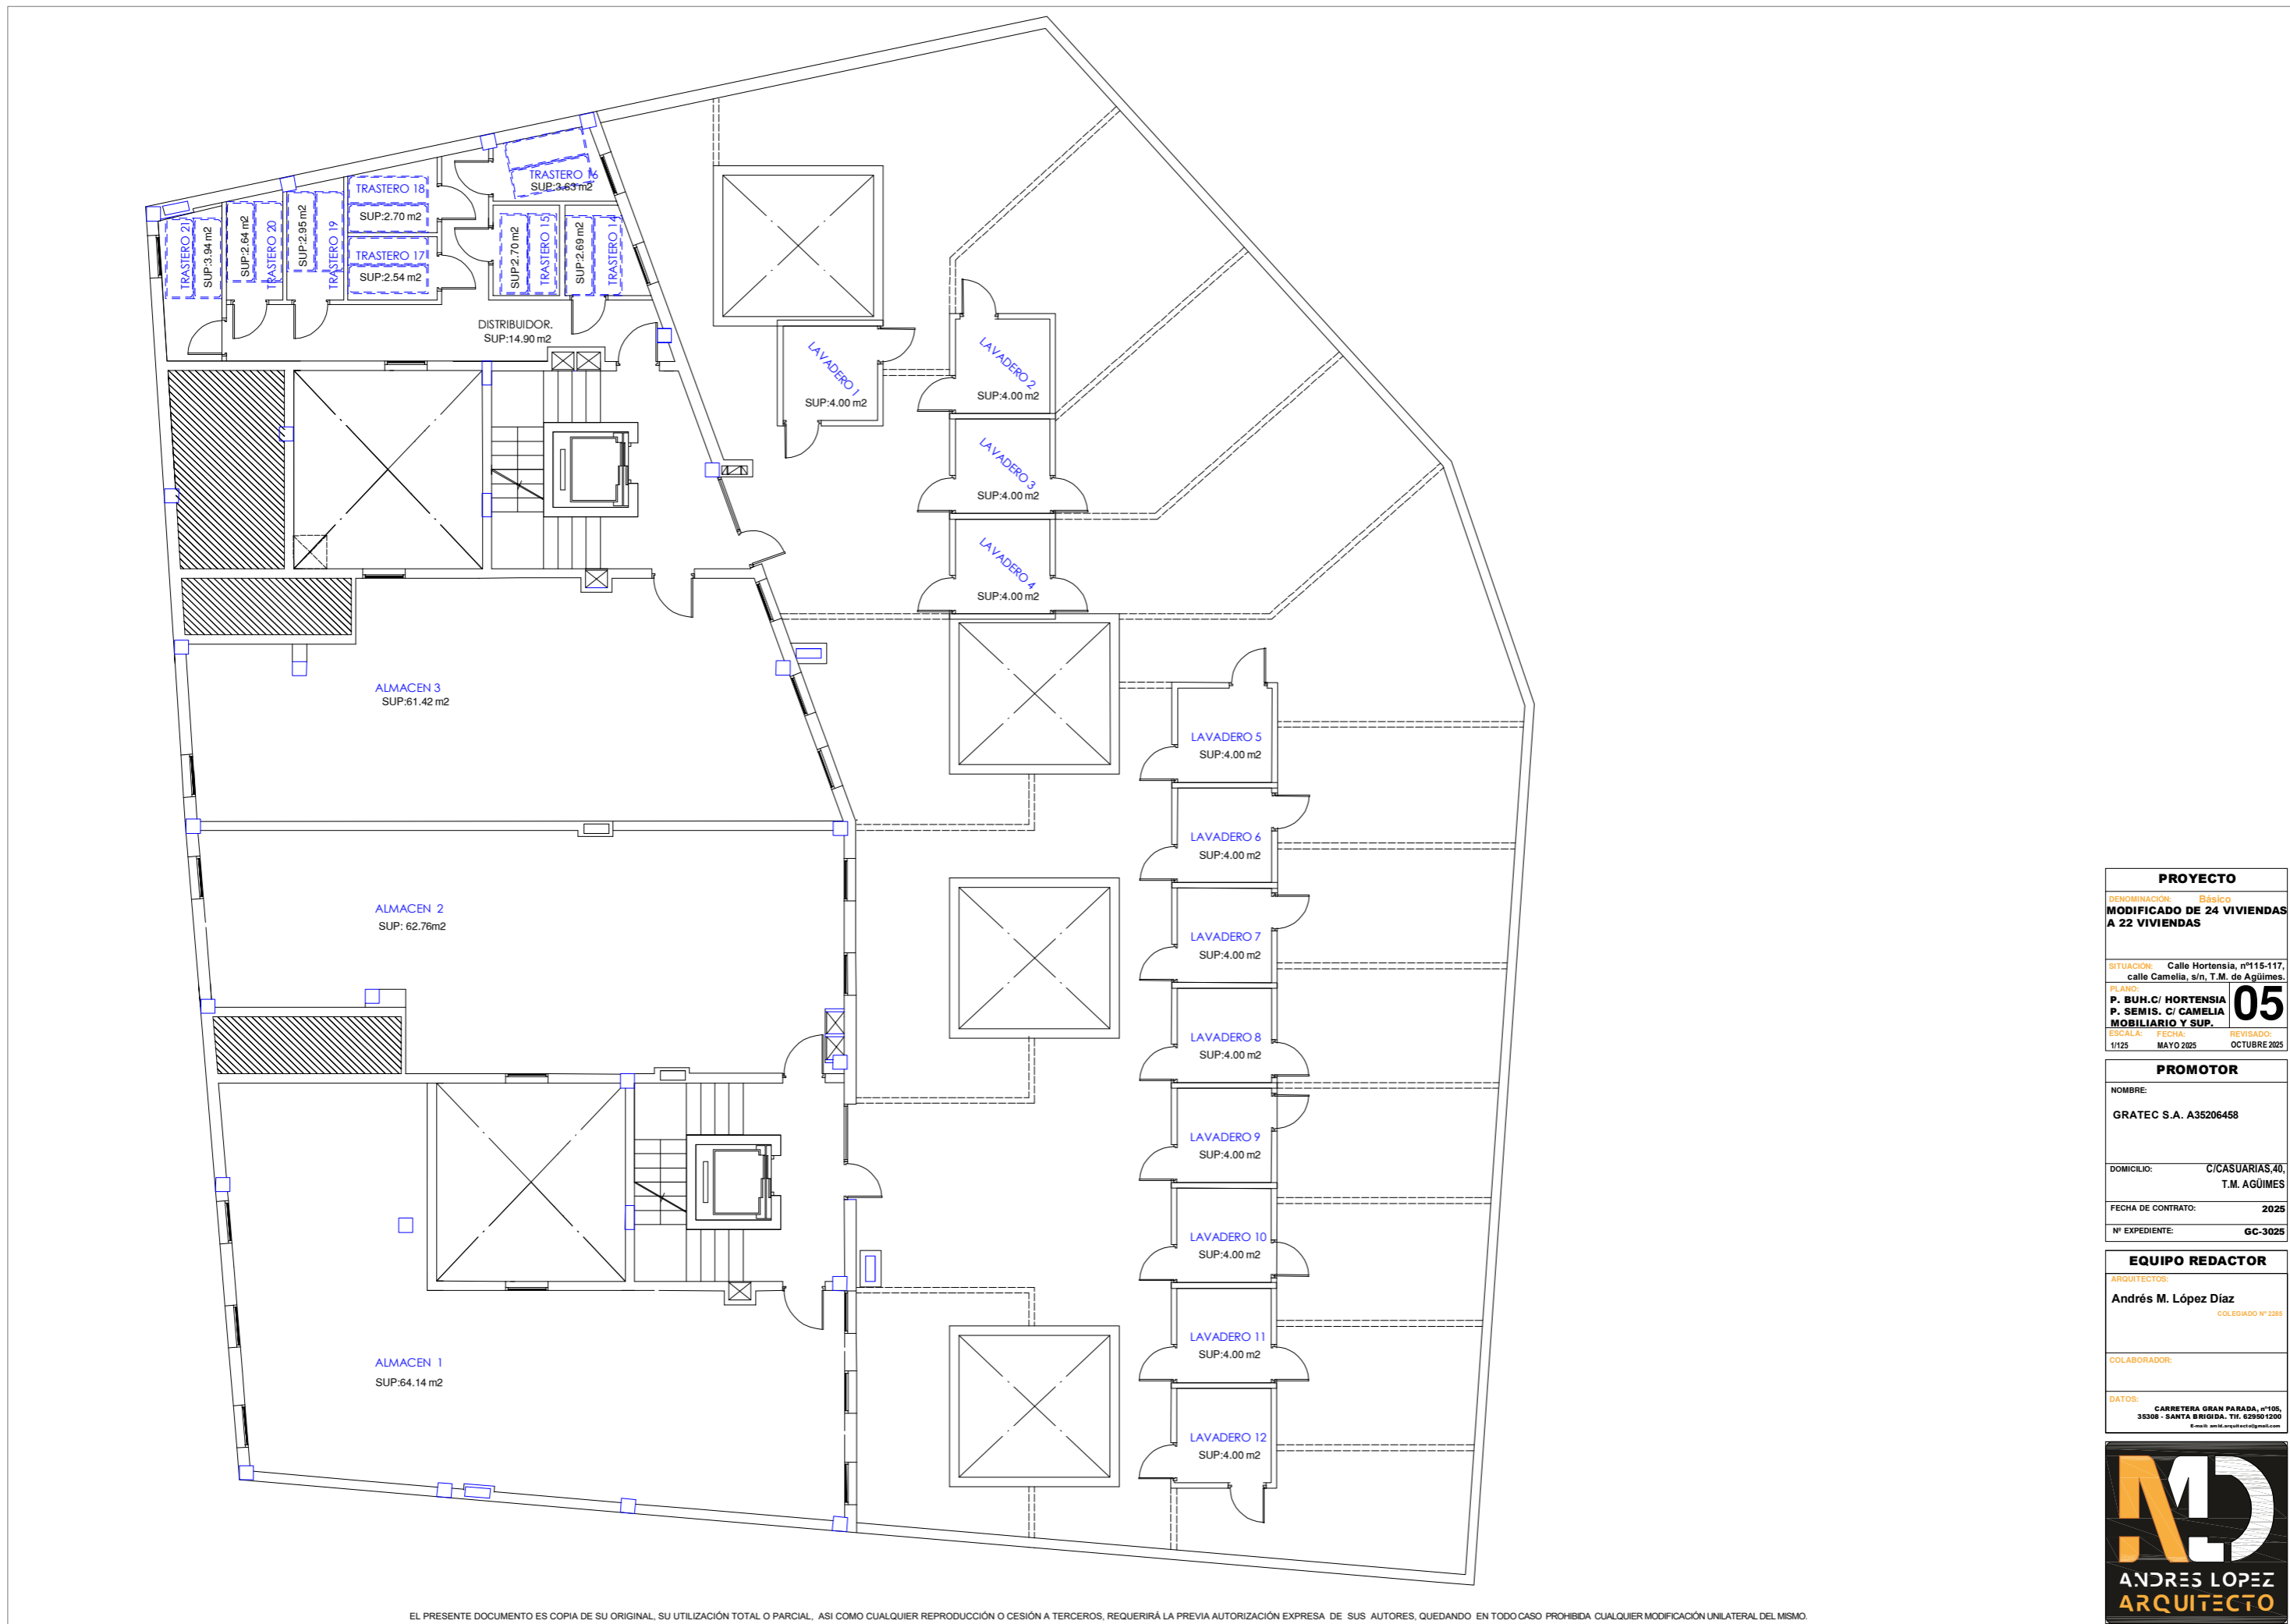 TRASTERO 16
SUP:3.63 m2
TRASTERO 18
SUP:2.70 m2
TRASTERO 17
SUP:2.54 m2
TRASTERO 21
SUP:3.94 m2
SUP:2.64 m2
TRASTERO 20
SUP:2.95 m2
TRASTERO 19
SUP:2.70 m2
TRASTERO 15
SUP:2.69 m2
TRASTERO 14
DISTRIBUIDOR.
SUP:14.90 m2
LAVADERO 1
SUP:4.00 m2
LAVADERO 2
SUP:4.00 m2
LAVADERO 3
SUP:4.00 m2
LAVADERO 4
SUP:4.00 m2
ALMACEN 3
SUP:61.42 m2
LAVADERO 5
SUP:4.00 m2
LAVADERO 6
SUP:4.00 m2
ALMACEN 2
SUP: 62.76m2
LAVADERO 7
SUP:4.00 m2
LAVADERO 8
SUP:4.00 m2
LAVADERO 9
SUP:4.00 m2
LAVADERO 10
SUP:4.00 m2
LAVADERO 11
SUP:4.00 m2
ALMACEN 1
SUP:64.14 m2
LAVADERO 12
SUP:4.00 m2
PROYECTO
DENOMINACIÓN: Básico
MODIFICADO DE 24 VIVIENDAS
A 22 VIVIENDAS
SITUACIÓN: Calle Hortensia, nº115-117,
calle Camelia, s/n, T.M. de Agüimes.
PLANO:
P. BUH.C/ HORTENSIA
P. SEMIS. C/ CAMELIA
MOBILIARIO Y SUP.
05
ESCALA: FECHA: REVISADO:
1/125 MAYO 2025 OCTUBRE 2025
PROMOTOR
NOMBRE:
GRATEC S.A. A35206458
DOMICILIO: C/CASUARIAS,40,
T.M. AGÜIMES
FECHA DE CONTRATO: 2025
Nº EXPEDIENTE: GC-3025
EQUIPO REDACTOR
ARQUITECTOS:
Andrés M. López Díaz
COLEGIADO Nº 2286
COLABORADOR:
DATOS:
CARRETERA GRAN PARADA, nº105,
35308 - SANTA BRIGIDA. Tlf. 629501200
E-mail: amld.arquitecto@gmail.com
ANDRES LOPEZ
ARQUITECTO
EL PRESENTE DOCUMENTO ES COPIA DE SU ORIGINAL, SU UTILIZACIÓN TOTAL O PARCIAL, ASI COMO CUALQUIER REPRODUCCIÓN O CESIÓN A TERCEROS, REQUERIRÁ LA PREVIA AUTORIZACIÓN EXPRESA DE SUS AUTORES, QUEDANDO EN TODO CASO PROHIBIDA CUALQUIER MODIFICACIÓN UNILATERAL DEL MISMO.